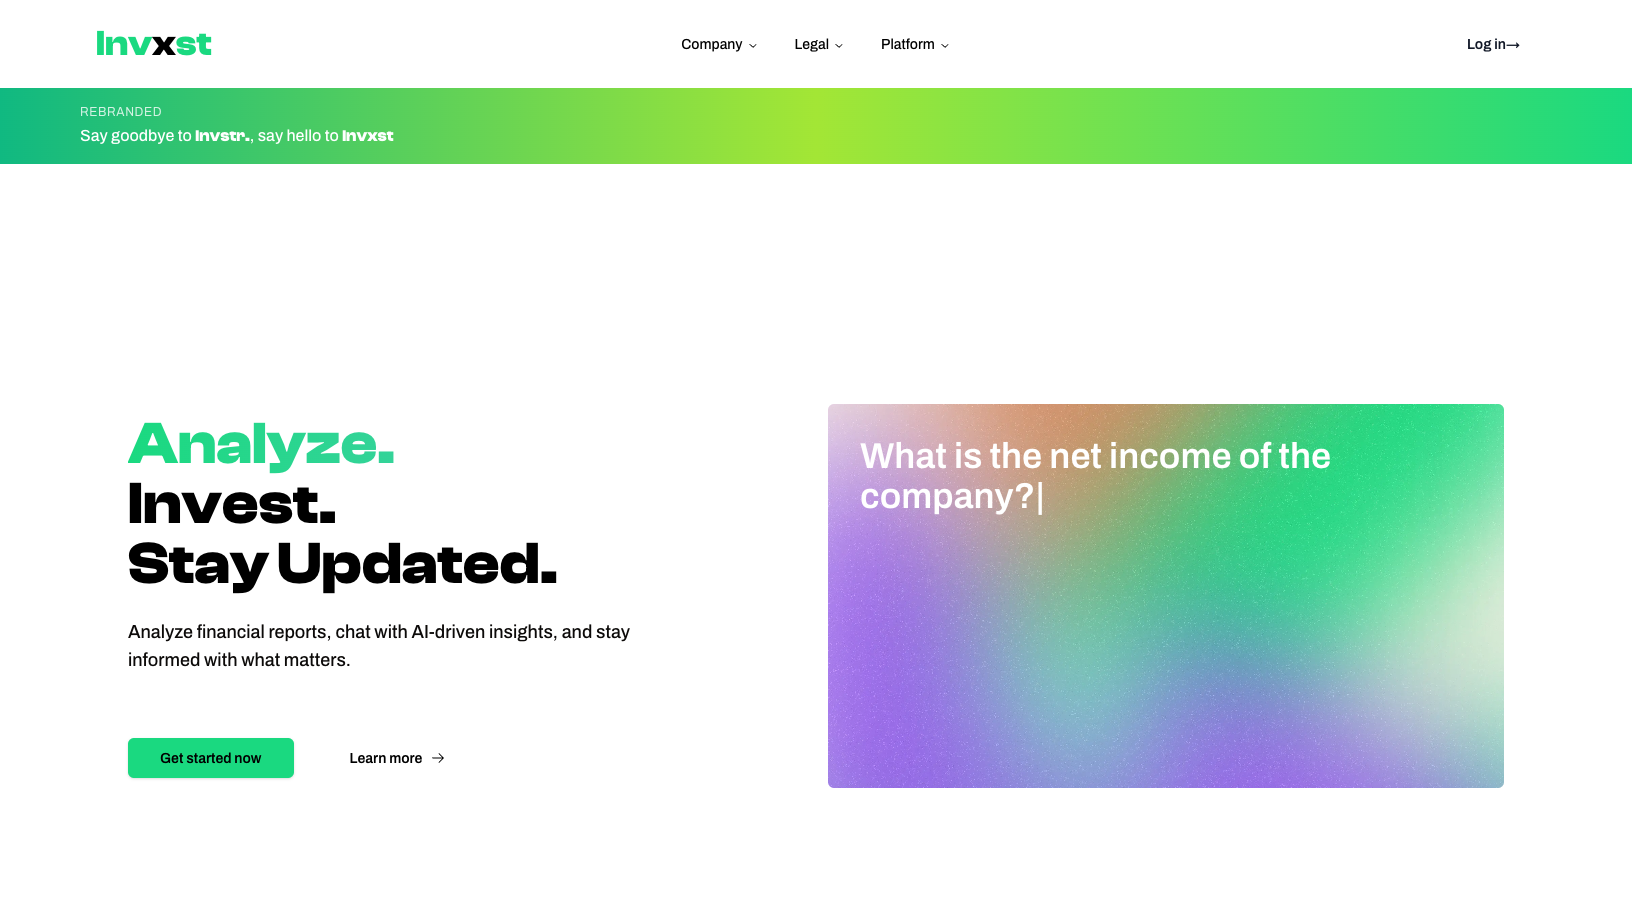 Invxst
Company
Legal
Platform
Log in→
REBRANDED
Say goodbye to Invstr., say hello to Invxst
Analyze.
Invest.
Stay Updated.
Analyze financial reports, chat with AI-driven insights, and stay
informed with what matters.
Get started now
Learn more →
What is the net income of the
company?|